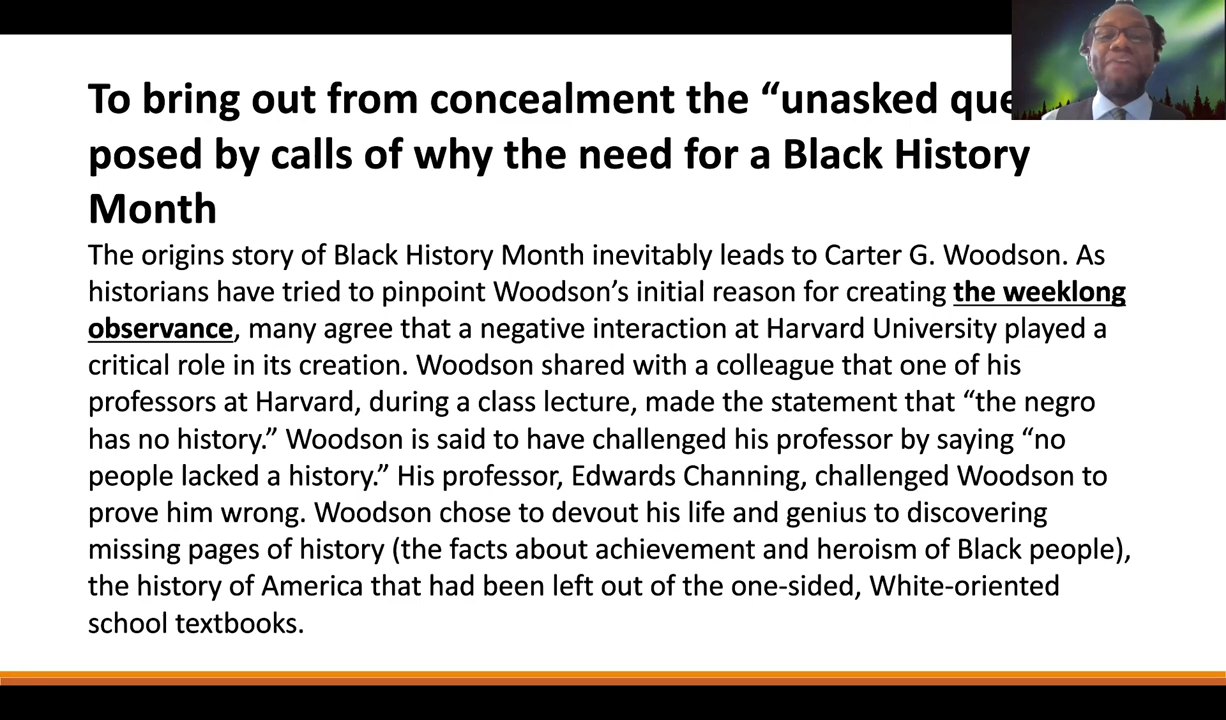 To bring out from concealment the “unasked
posed by calls of why the need for a Black History
Month
The origins story of Black History Month inevitably leads to Carter G. Woodson. As
historians have tried to pinpoint Woodson’s initial reason for creating the weeklong
observance, many agree that a negative interaction at Harvard University played a
critical role in its creation. Woodson shared with a colleague that one of his
professors at Harvard, during a class lecture, made the statement that “the negro
has no history.” Woodson is said to have challenged his professor by saying “no
people lacked a history.” His professor, Edwards Channing, challenged Woodson to
prove him wrong. Woodson chose to devout his life and genius to discovering
missing pages of history (the facts about achievement and heroism of Black people),
the history of America that had been left out of the one-sided, White-oriented
school textbooks.